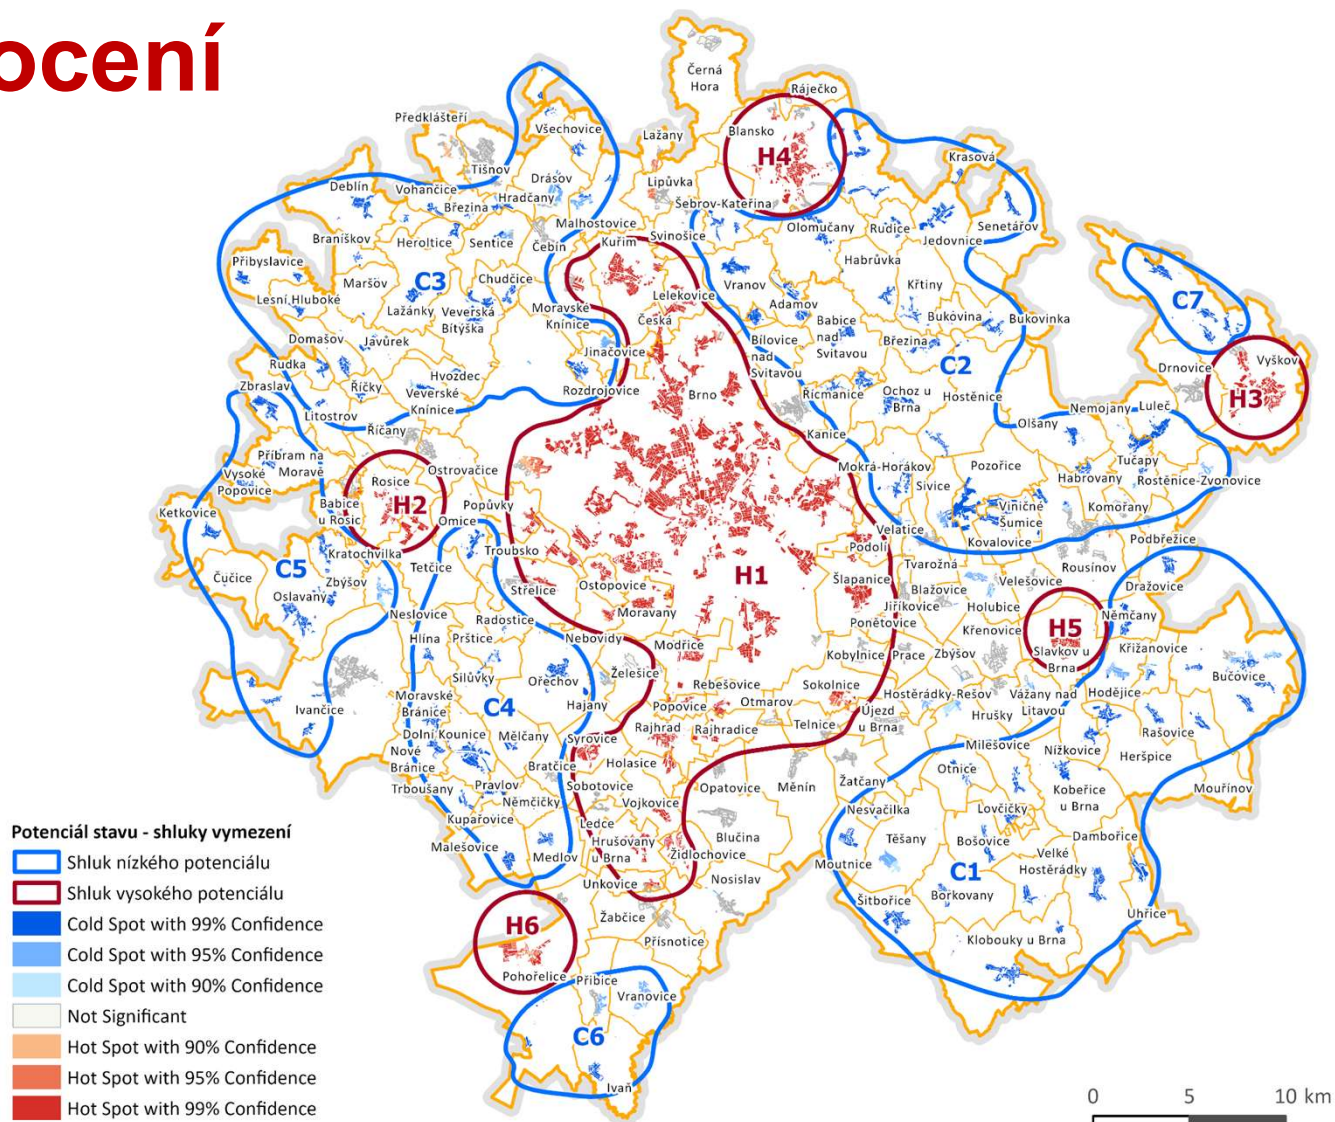 ocení
Černá
Hora
Ráječko
Předklášteří
Všechovice
Lažany
Blansko
H4
Tišnov
Krasová
Deblín
Vohančice
Drásov
Lipůvka
Hradčany
Březina
Šebrov-Kateřina
Malhostovice
Svinošice
Olomučany
Rudice
Senetářov
Jedovnice
Braníškov
Heroltice
Sentice
Čebín
Kuřim
Habrůvka
Přibyslavice
Maršov
C3
Chudčice
Vranov
Křtiny
C7
Lesní Hluboké
Lažánky
Veverská
Bítýška
Moravské
Knínice
Lelekovice
Adamov
Bukovina
Bukovinka
Česká
Babice
nad
Svitavou
Domašov
Javůrek
Jinačovice
Bílovice
nad
Svitavou
Březina
C2
Drnovice
Vyškov
Rudka
Zbraslav
Říčky
Hvozdec
Veverské
Knínice
Rozdrojovice
Brno
Řícmanice
Ochoz u
Brna
Hostěnice
H3
Litostrov
Nemojany
Luleč
Olšany
Říčany
Kanice
Příbram na
Moravě
Ostrovačice
Mokrá-Horákov
Pozořice
Tučapy
Vysoké
Popovice
Rosice
Sivice
Habrovany
Rostěnice-Zvonovice
Ketkovice
Babice
u Rosic
H2
Popůvky
Viničné
Šumice
Komořany
Omice
Velatice
Kovalovice
Podbřežice
Kratochvilka
Troubsko
Podolí
C5
Tetčice
Tvarožná
Rousínov
Čučice
Zbýšov
H1
Šlapanice
Velešovice
Dražovice
Oslavany
Střelice
Ostopovice
Blažovice
Neslovice
Moravany
Jiříkovice
Holubice
Němčany
Radostice
Ponětovice
Křenovice
H5
Hlína
Prštice
Nebovidy
Modřice
Kobylnice
Prace
Zbýšov
Slavkov u
Brna
Křižanovice
Silůvky
Ořechov
Želešice
Rebešovice
Sokolnice
Bučovice
Moravské
Bránice
C4
Hajany
Popovice
Otmarov
Hostěrádky-Rešov
Vážany nad
Litavou
Hodějice
Ivančice
Telnice
Újezd
u Brna
Hrušky
Rašovice
Dolní Kounice
Mělčany
Syrovice
Rajhrad
Rajhradice
Milešovice
Nížkovice
Nové
Bránice
Heršpice
Bratčice
Holasice
Otnice
Trboušany
Pravlov
Sobotovice
Opatovice
Měnín
Žatčany
Kobeřice
u Brna
Mouřínov
Němčičky
Vojkovice
Nesvačilka
Lovčičky
Kupařovice
Ledce
Blučina
Těšany
Bošovice
Dambořice
Malešovice
Medlov
Hrušovany
u Brna
Židlochovice
Moutnice
Velké
Hostěrádky
C1
Unkovice
Nosislav
Borkovany
Šitbořice
Uhřice
H6
Žabčice
Klobouky u Brna
Přísnotice
Pohořelice
Přibice
Vranovice
C6
Ivaň
Potenciál stavu - shluky vymezení
Shluk nízkého potenciálu
Shluk vysokého potenciálu
Cold Spot with 99% Confidence
Cold Spot with 95% Confidence
Cold Spot with 90% Confidence
Not Significant
Hot Spot with 90% Confidence
Hot Spot with 95% Confidence
Hot Spot with 99% Confidence
0 5 10 km